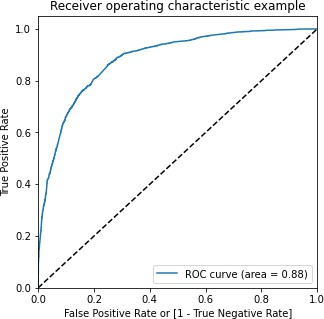 Receiver operating characteristic example
1.0
0.8
0.6
0.4
0.2
0.0
True Positive Rate
ROC curve (area = 0.88)
0.0 0.2 0.4 0.6 0.8 1.0
False Positive Rate or [1 - True Negative Rate]